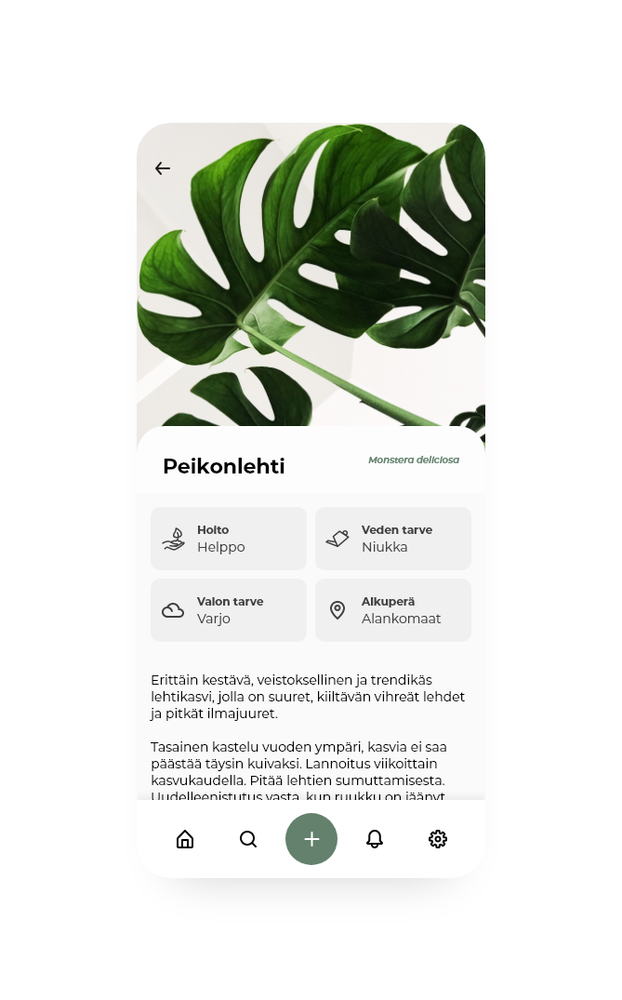 Peikonlehti
Monstera deliciosa
Hoito
Helppo
Veden tarve
Niukka
Valon tarve
Varjo
Alkuperä
Alankomaat
Erittäin kestävä, veistoksellinen ja trendikäs
lehtikasvi, jolla on suuret, kiiltävän vihreät lehdet
ja pitkät ilmajuuret.
Tasainen kastelu vuoden ympäri, kasvia ei saa
päästää täysin kuivaksi. Lannoitus viikoittain
kasvukaudella. Pitää lehtien sumuttamisesta.
Uudelleenistutus vasta, kun ruukku on jäänyt